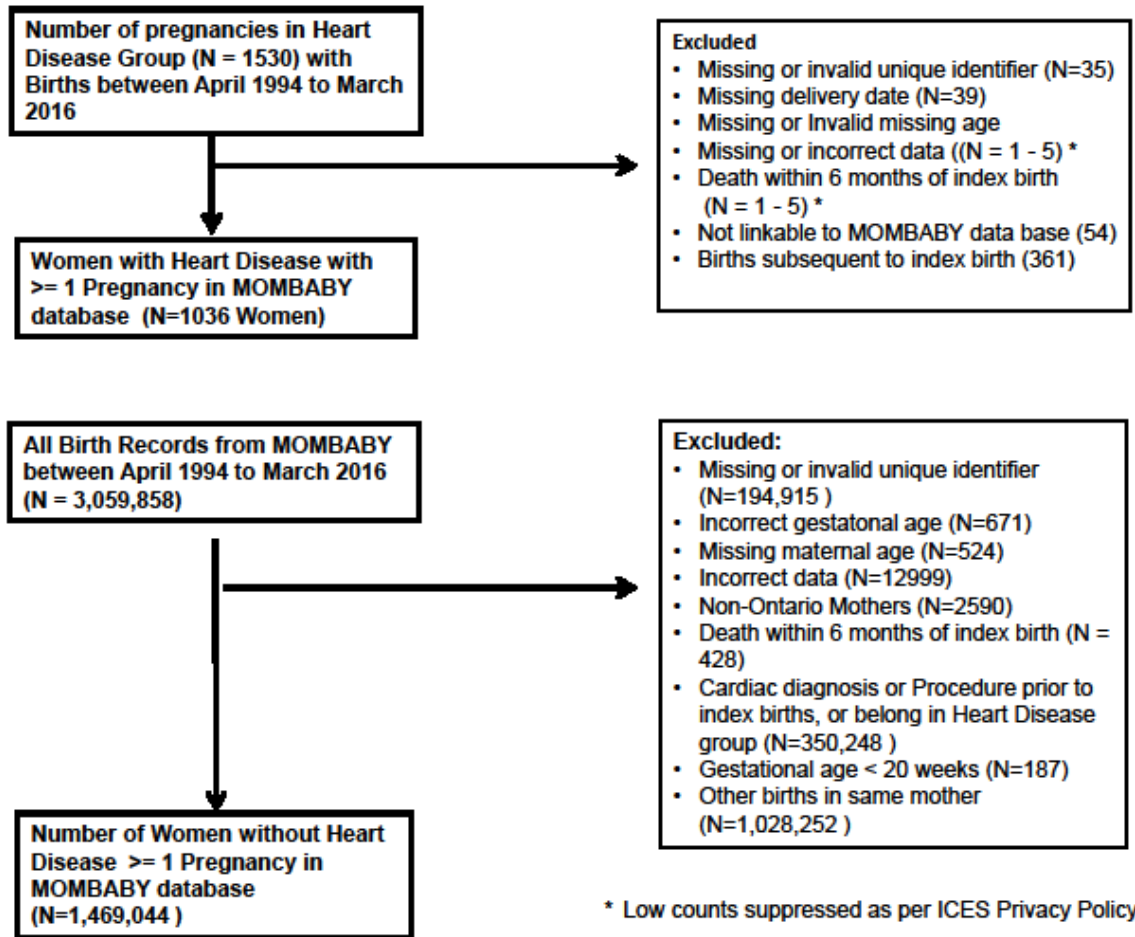 Number of pregnancies in Heart
Disease Group (N = 1530) with
Births between April 1994 to March
2016
Excluded
• Missing or invalid unique identifier (N=35)
• Missing delivery date (N=39)
• Missing or Invalid missing age
• Missing or incorrect data ((N = 1 - 5) *
• Death within 6 months of index birth
(N = 1 - 5) *
• Not linkable to MOMBABY data base (54)
• Births subsequent to index birth (361)
Women with Heart Disease with
>= 1 Pregnancy in MOMBABY
database (N=1036 Women)
All Birth Records from MOMBABY
between April 1994 to March 2016
(N = 3,059,858)
Excluded:
• Missing or invalid unique identifier
(N=194,915 )
• Incorrect gestatonal age (N=671)
• Missing maternal age (N=524)
• Incorrect data (N=12999)
• Non-Ontario Mothers (N=2590)
• Death within 6 months of index birth (N =
428)
• Cardiac diagnosis or Procedure prior to
index births, or belong in Heart Disease
group (N=350,248 )
• Gestational age < 20 weeks (N=187)
• Other births in same mother
(N=1,028,252 )
Number of Women without Heart
Disease >= 1 Pregnancy in
MOMBABY database
(N=1,469,044 )
* Low counts suppressed as per ICES Privacy Policy